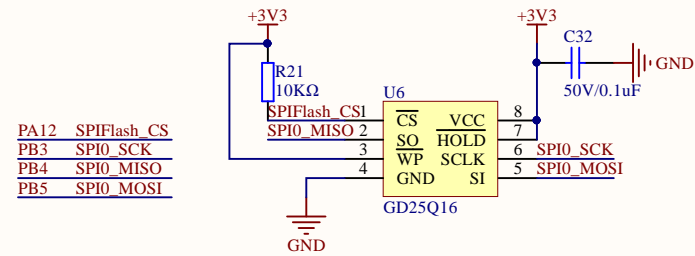 +3V3
+3V3
C32
GND
50V/0.1uF
R21
10KΩ
U6
SPIFlash_CS 1 CS VCC 8
SPI0_MISO 2 SO HOLD 7
3 WP SCLK 6 SPI0_SCK
4 GND SI 5 SPI0_MOSI
GD25Q16
GND
PA12 SPIFlash_CS
PB3 SPI0_SCK
PB4 SPI0_MISO
PB5 SPI0_MOSI